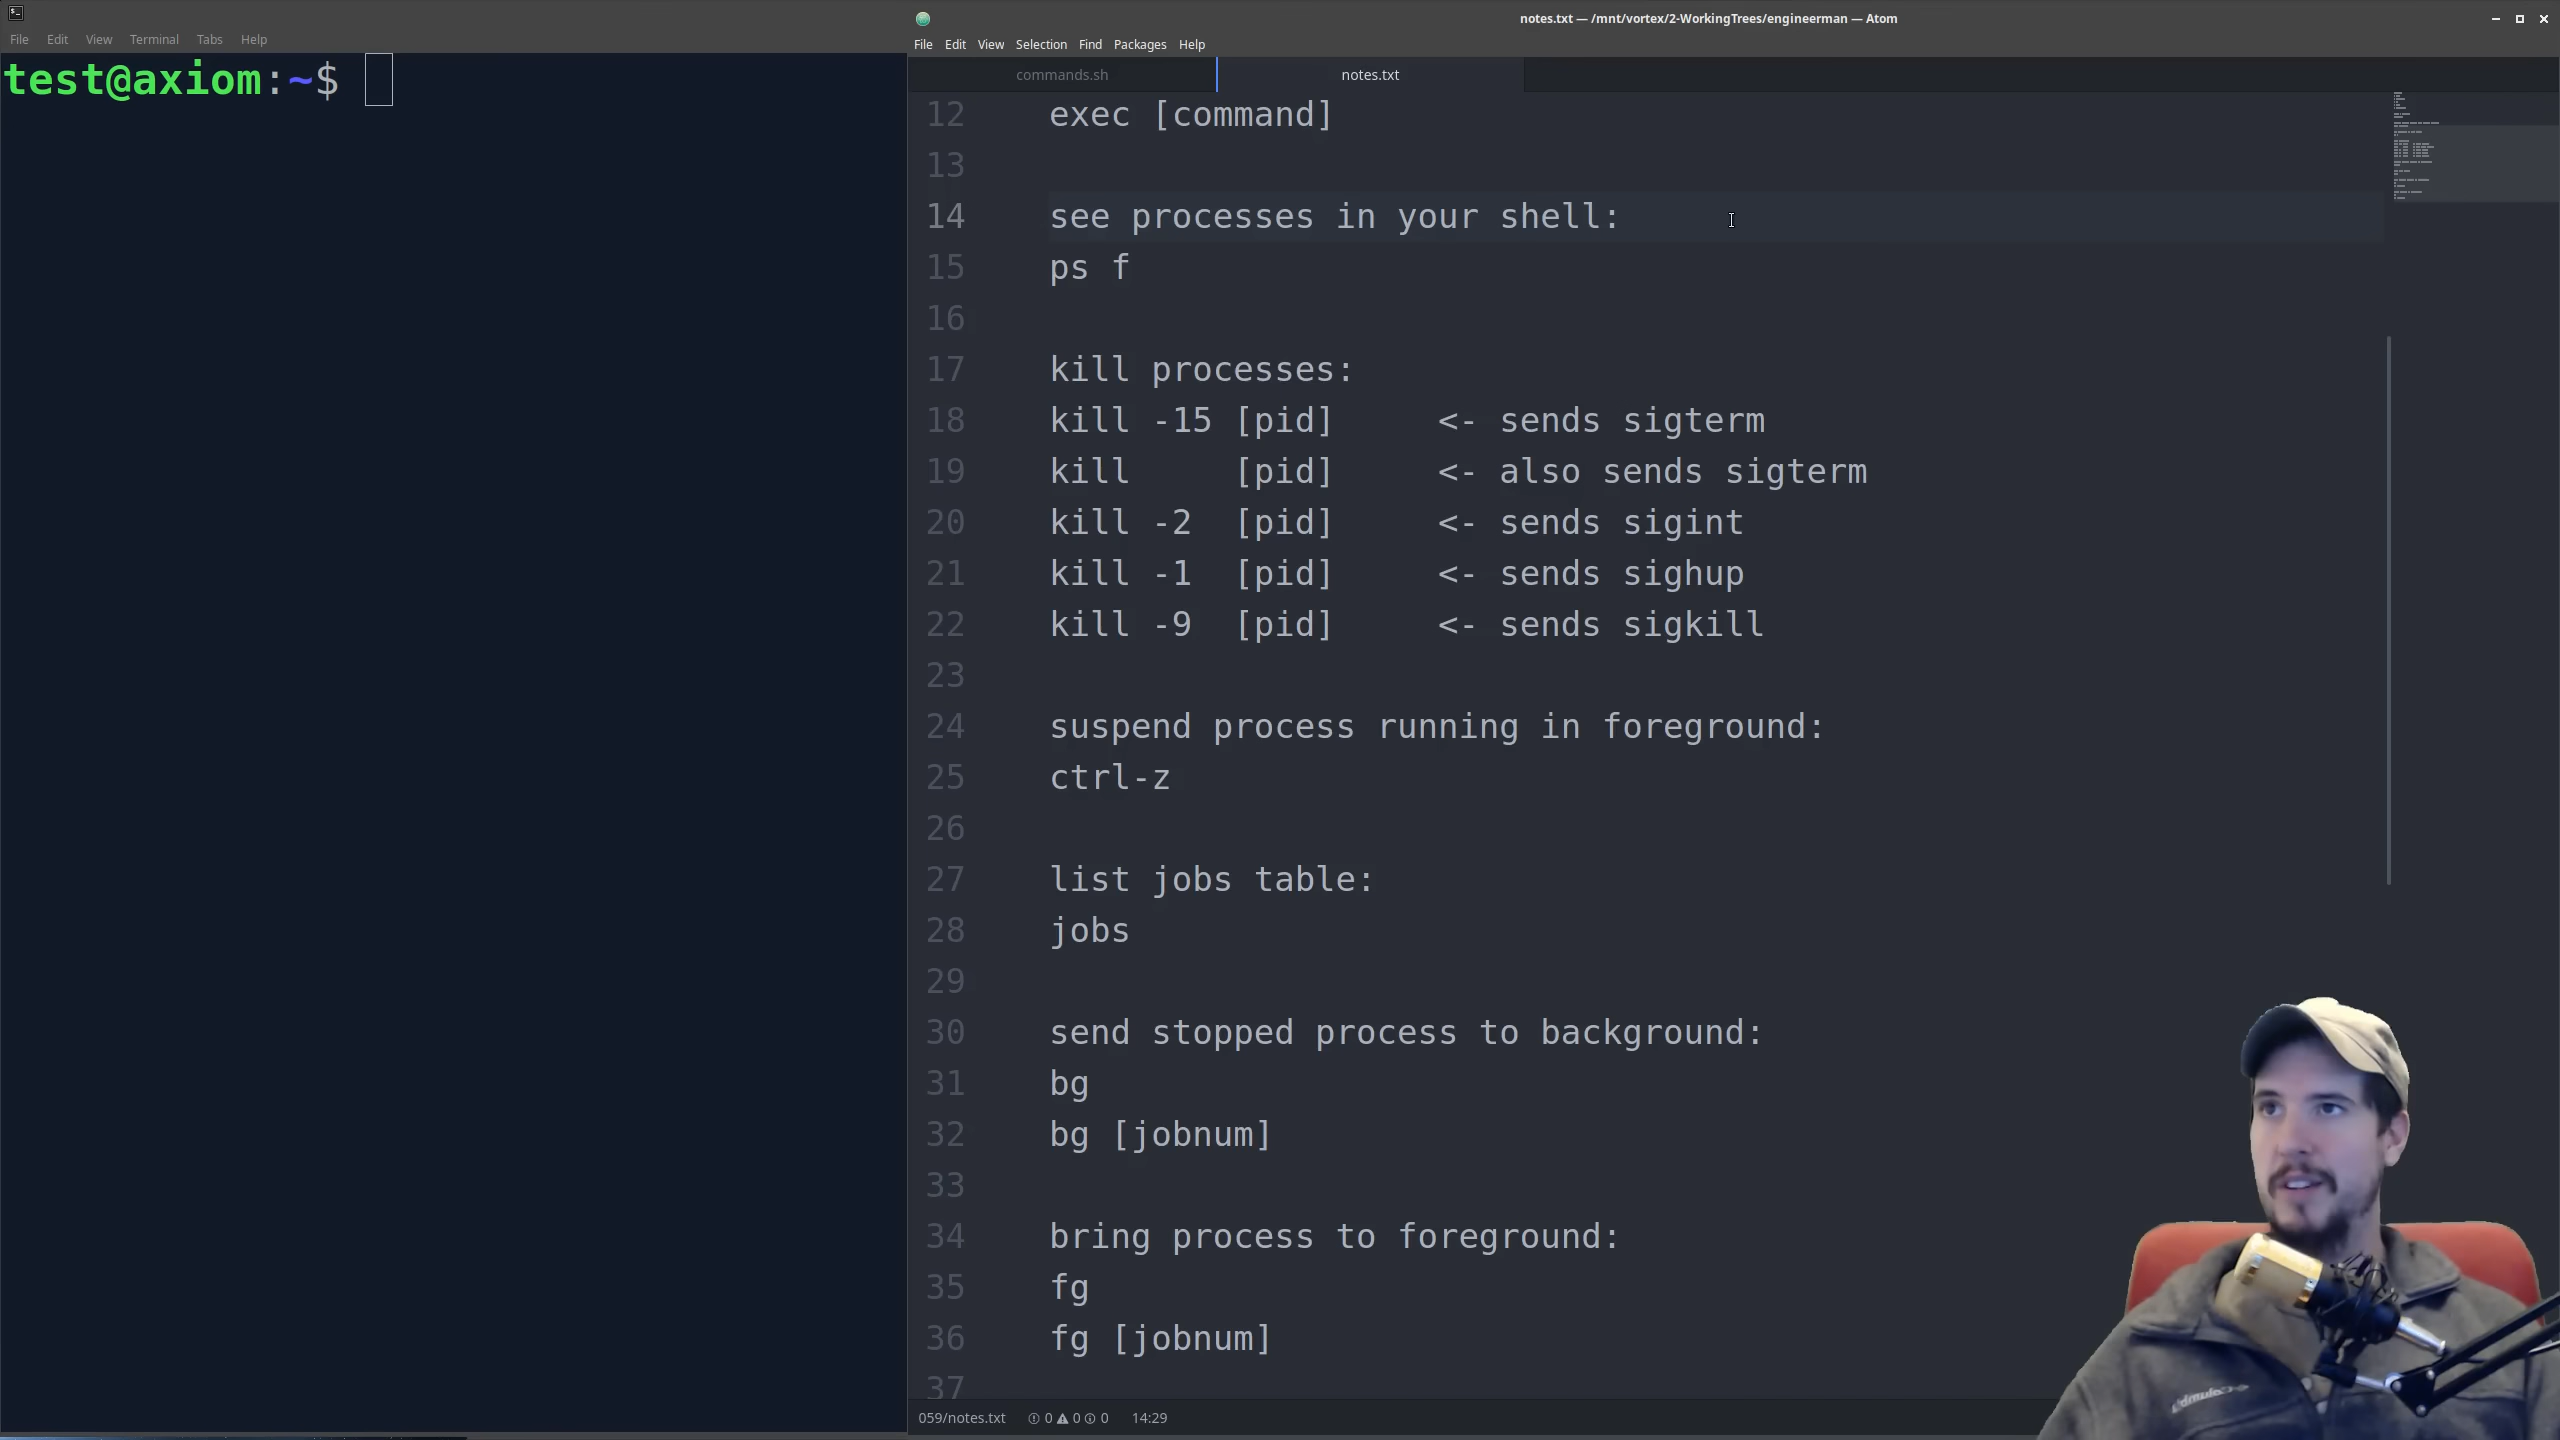 File Edit View Terminal Tabs Help
test@axiom:~$
notes.txt — /mnt/vortex/2-WorkingTrees/engineerman — Atom
File Edit View Selection Find Packages Help
commands.sh notes.txt
12 exec [command]
13
14 see processes in your shell:
15 ps f
16
17 kill processes:
18 kill -15 [pid] <- sends sigterm
19 kill [pid] <- also sends sigterm
20 kill -2 [pid] <- sends sigint
21 kill -1 [pid] <- sends sighup
22 kill -9 [pid] <- sends sigkill
23
24 suspend process running in foreground:
25 ctrl-z
26
27 list jobs table:
28 jobs
29
30 send stopped process to background:
31 bg
32 bg [jobnum]
33
34 bring process to foreground:
35 fg
36 fg [jobnum]
37
059/notes.txt 0 0 0 14:29